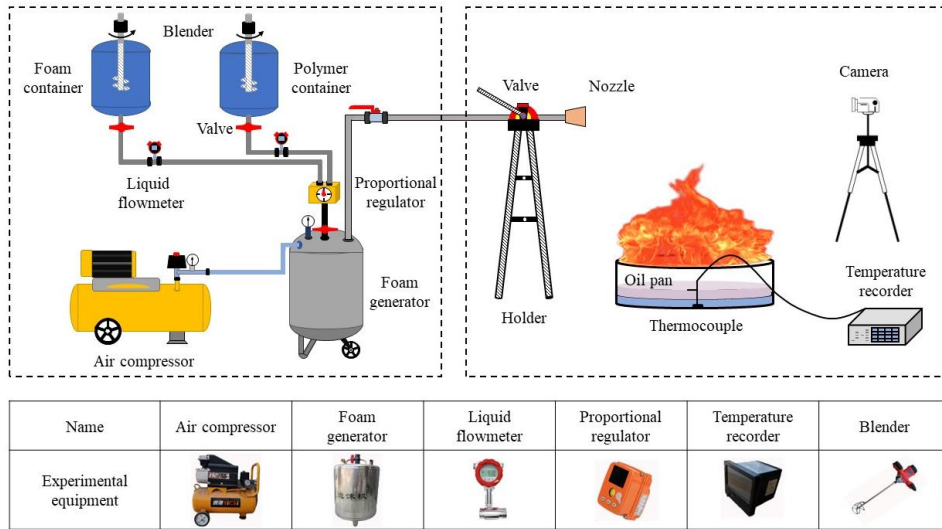 Blender
Foam
container
Polymer
container
Valve
Liquid
flowmeter
Proportional
regulator
Foam
generator
Air compressor
Valve
Nozzle
Camera
Holder
Oil pan
Thermocouple
Temperature
recorder
Name
Air compressor
Foam
generator
Liquid
flowmeter
Proportional
regulator
Temperature
recorder
Blender
Experimental
equipment